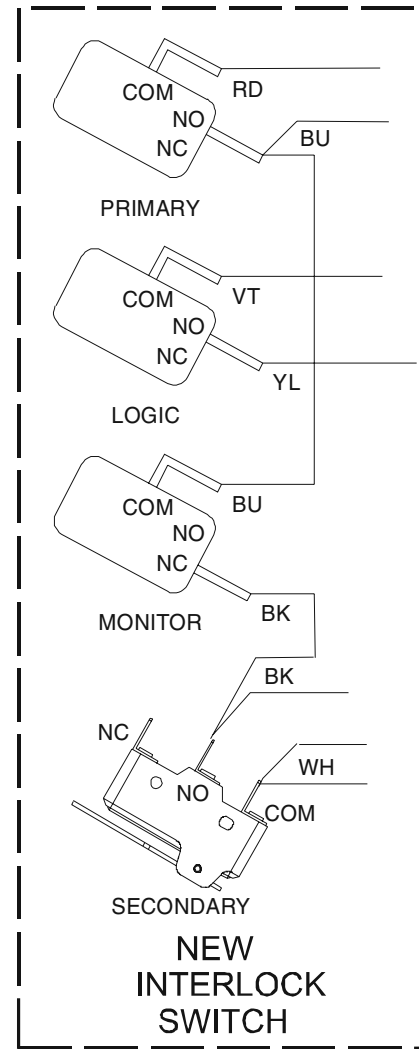 COM
RD
NO
BU
NC
PRIMARY
COM
VT
NO
NC
YL
LOGIC
COM
BU
NO
NC
BK
MONITOR
BK
NC
WH
NO
COM
SECONDARY
NEW
INTERLOCK
SWITCH